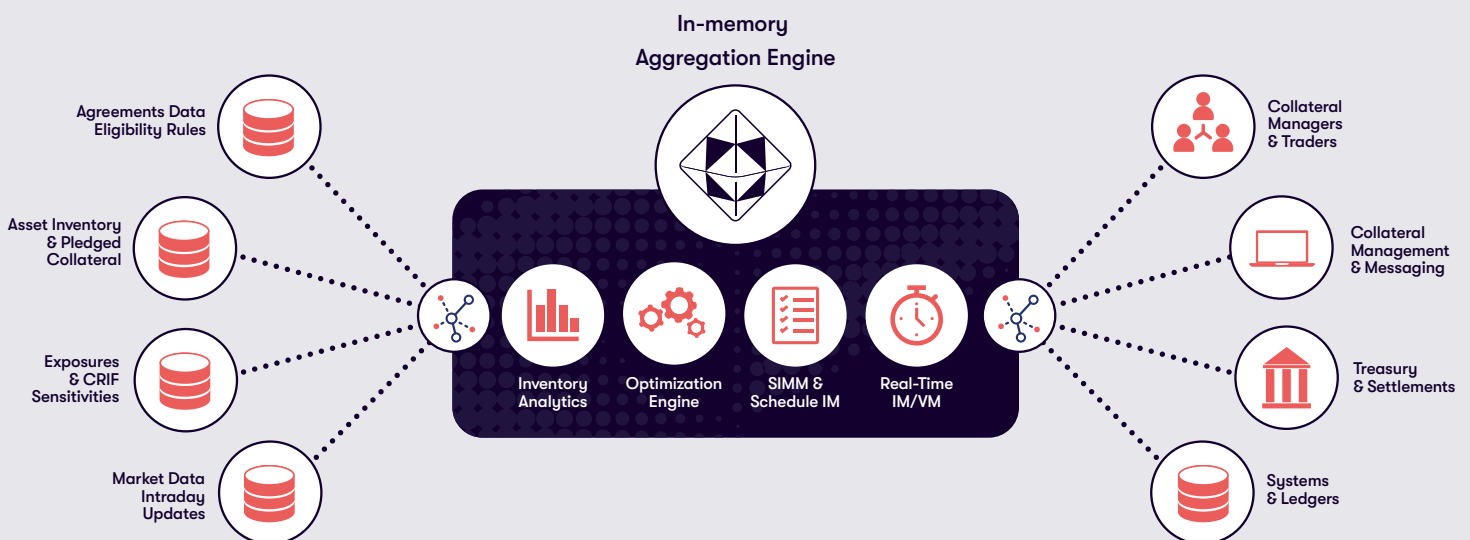 In-memory
Aggregation Engine
Agreements Data
Eligibility Rules
Asset Inventory
& Pledged
Collateral
Exposures
& CRIF
Sensitivities
Market Data
Intraday
Updates
Inventory
Analytics
Optimization
Engine
SIMM &
Schedule IM
Real-Time
IM/VM
Collateral
Managers
& Traders
Collateral
Management
& Messaging
Treasury
& Settlements
Systems
& Ledgers